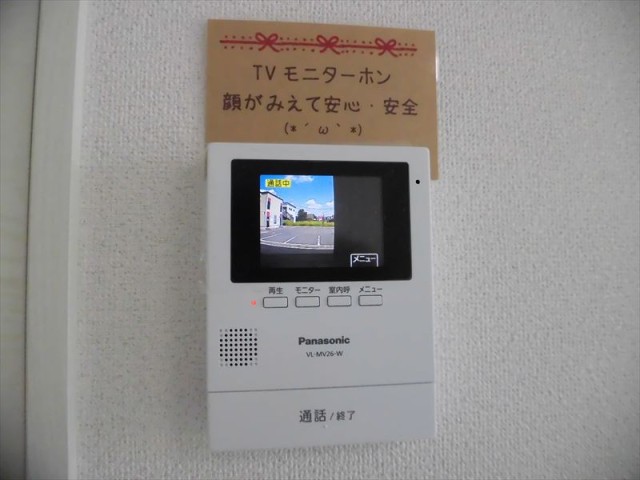 TVモニターホン
顔がみえて安心・安全
(*´ω｀*)
通話中
メニュー
再生 モニター 室内呼 メニュー
Panasonic
VL-MV26-W
通話/終了